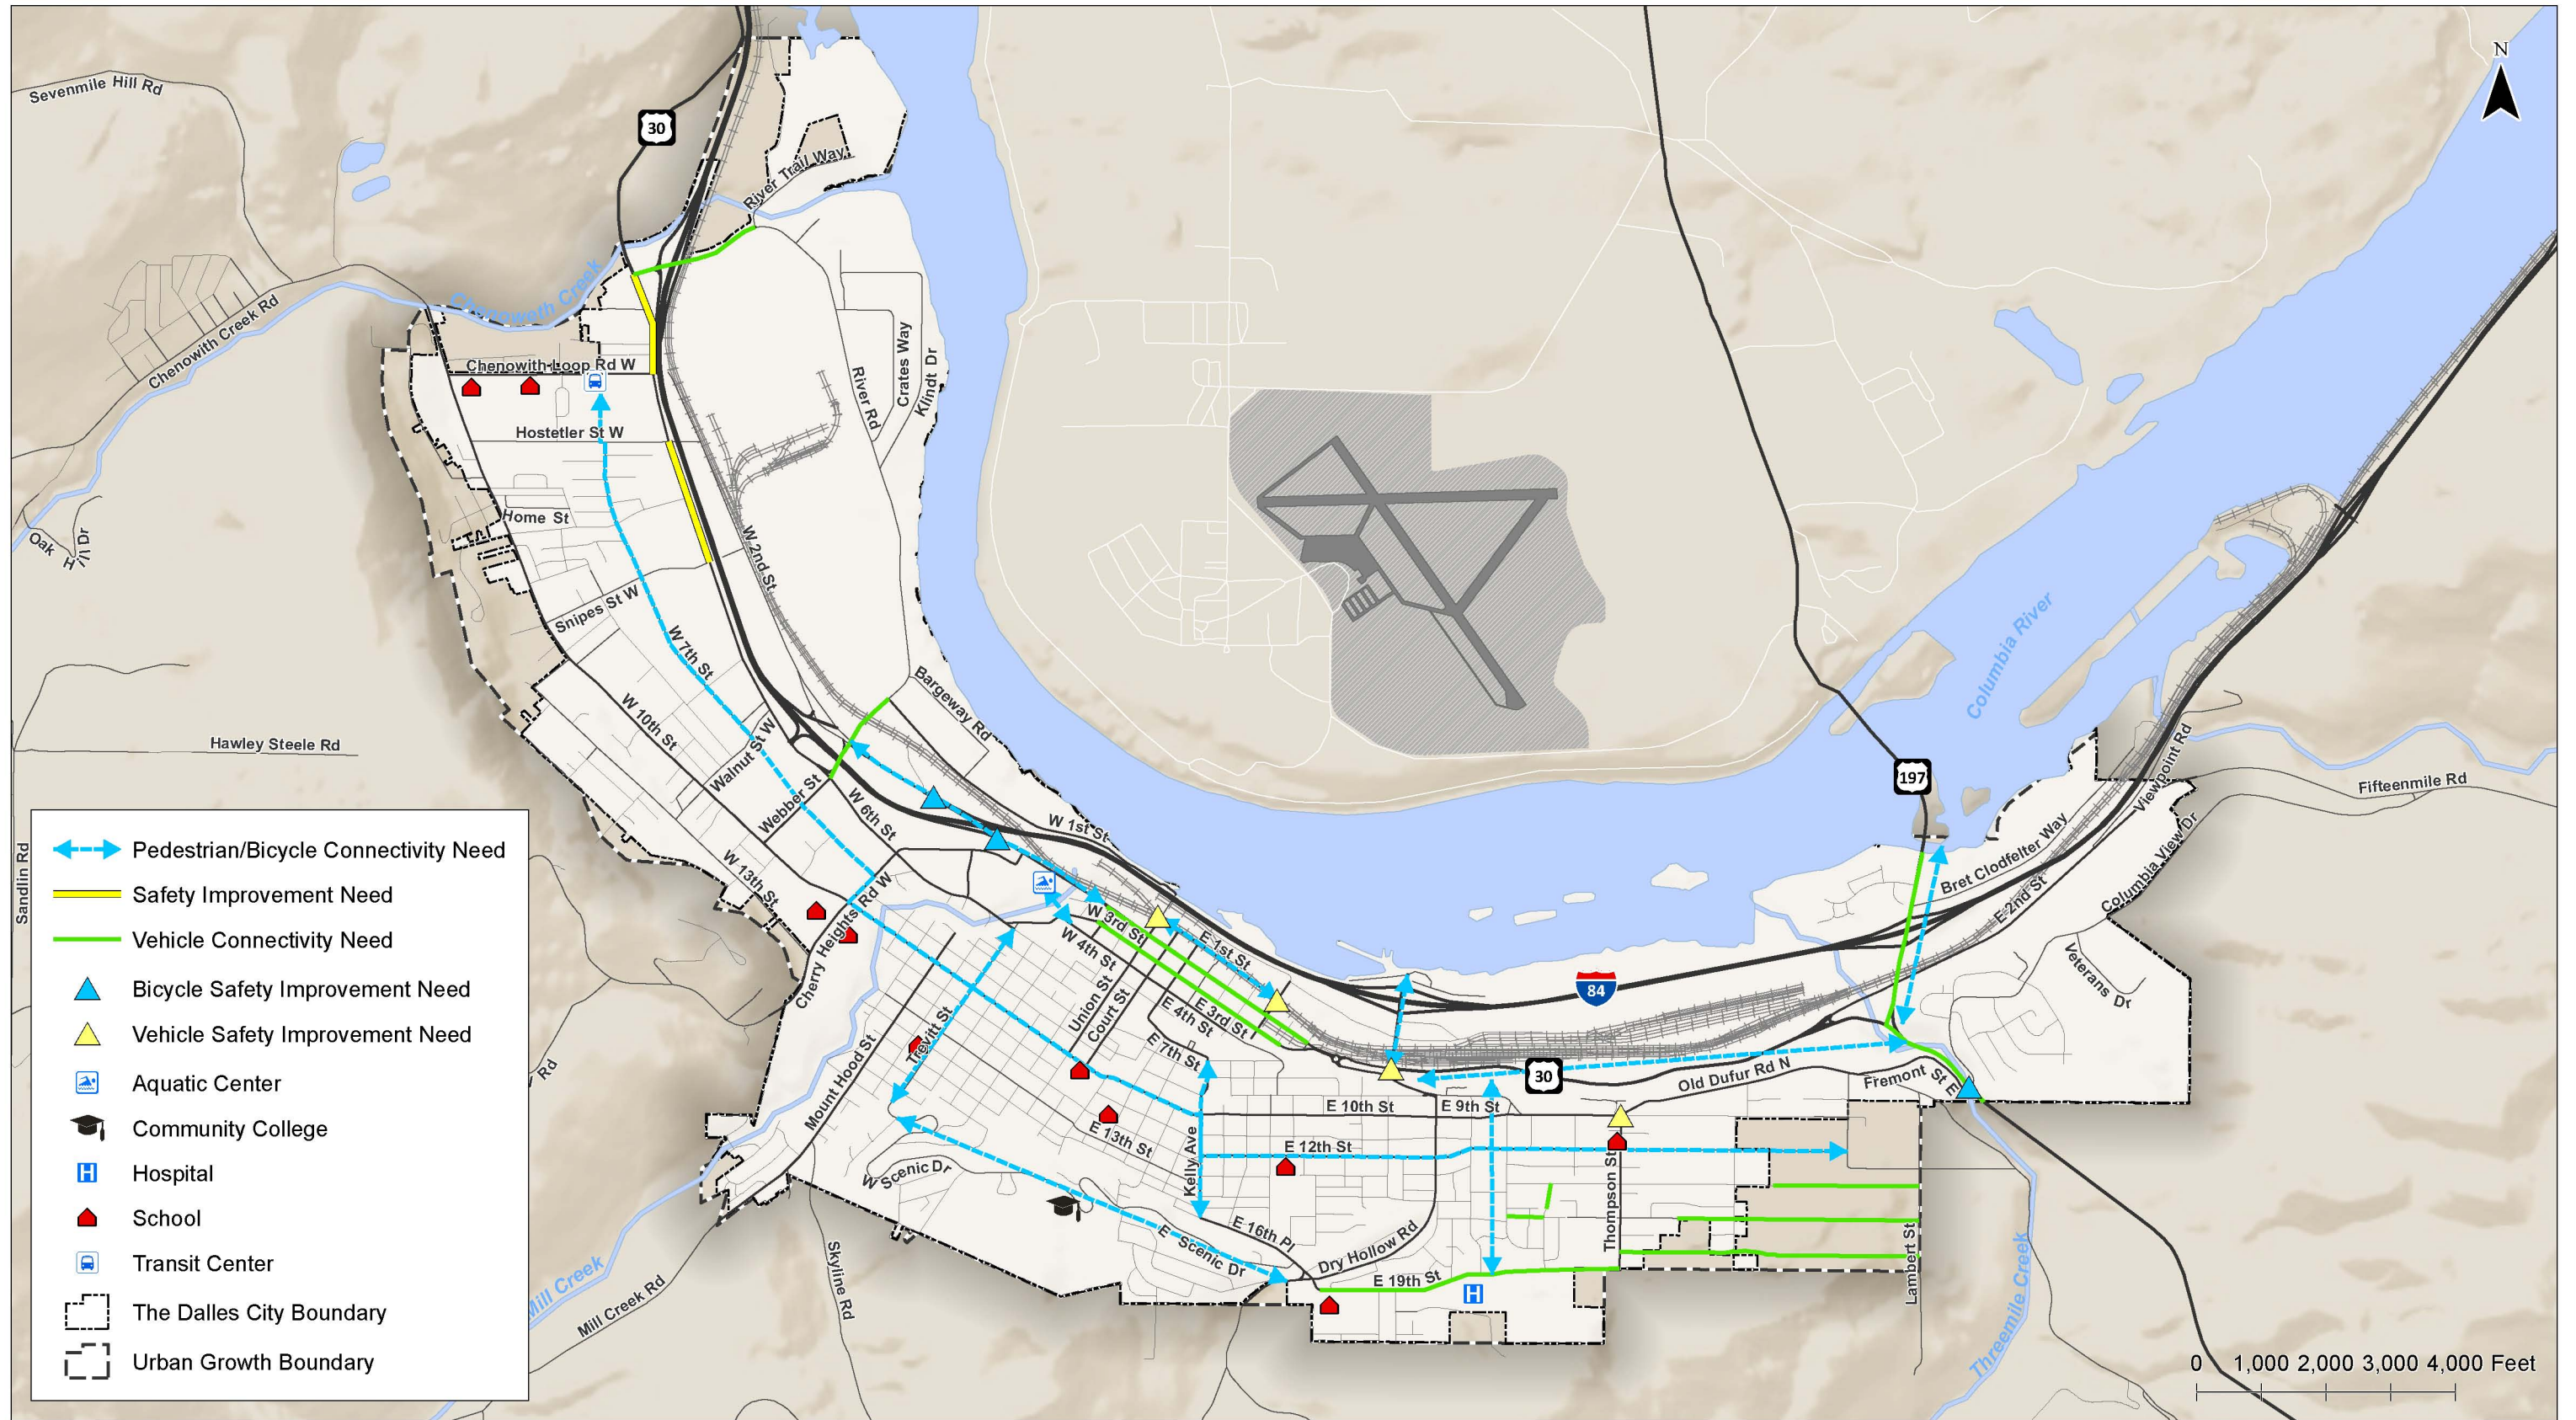 N
Sevenmile Hill Rd
30
River Trail Way
Chenoweth Creek
Chenowith Creek Rd
Chenowith Loop Rd W
Crates Way
Klindt Dr
River Rd
Hostetler St W
Home St
Oak Hill Dr
W 2nd St
Snipes St W
W 7th St
Columbia River
Bargeway Rd
W 10th St
Hawley Steele Rd
Walnut St W
Webber St
W 6th St
W 1st St
197
Viewpoint Rd
Fifteenmile Rd
Bret Clodfelter Way
Columbia View Dr
E 2nd St
Sandlin Rd
W 13th St
Cherry Heights Rd W
W 3rd St
W 4th St
E 1st St
84
Veterans Dr
Union St
Court St
E 3rd St
E 4th St
E 7th St
Trevitt St
Mount Hood St
30
Old Dufur Rd N
Fremont St E
Rd
E 10th St
E 9th St
E 13th St
E 12th St
Kelly Ave
W Scenic Dr
Thompson St
E 16th Pl
E Scenic Dr
Dry Hollow Rd
E 19th St
H
Lambert St
Skyline Rd
Mill Creek
Mill Creek Rd
Threemile Creek
Pedestrian/Bicycle Connectivity Need
Safety Improvement Need
Vehicle Connectivity Need
Bicycle Safety Improvement Need
Vehicle Safety Improvement Need
Aquatic Center
Community College
H Hospital
School
Transit Center
The Dalles City Boundary
Urban Growth Boundary
0 1,000 2,000 3,000 4,000 Feet